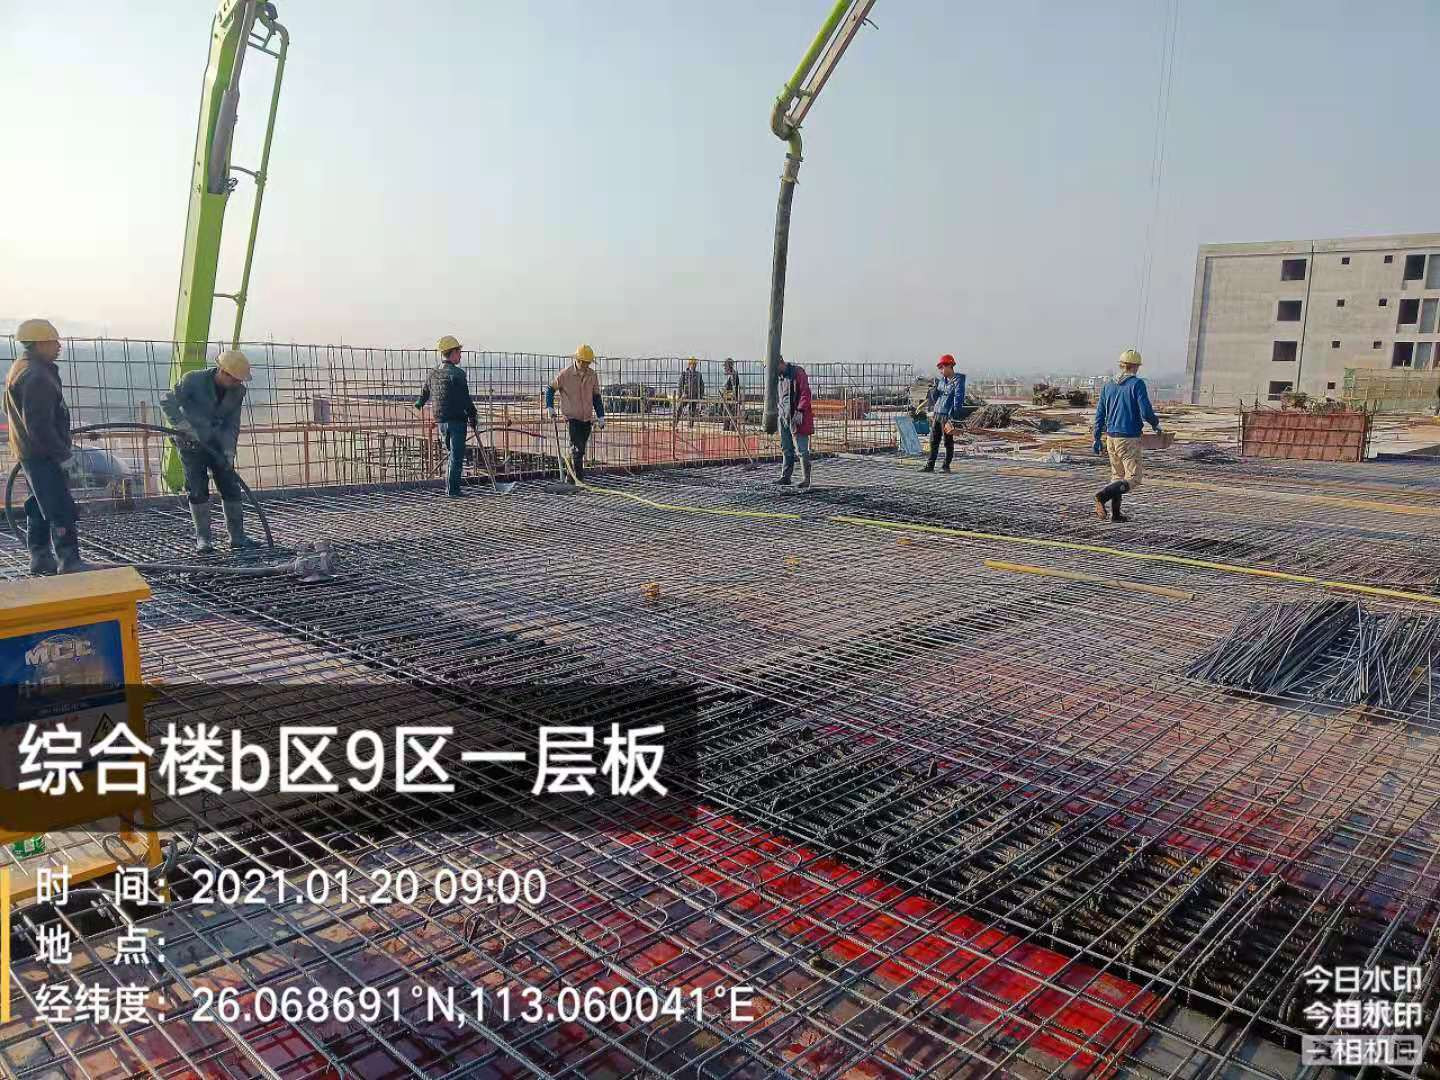 MCC
综合楼b区9区一层板
时 间：2021.01.20 09:00
地 点：
经纬度：26.068691°N,113.060041°E
今日水印
今相水印
相机